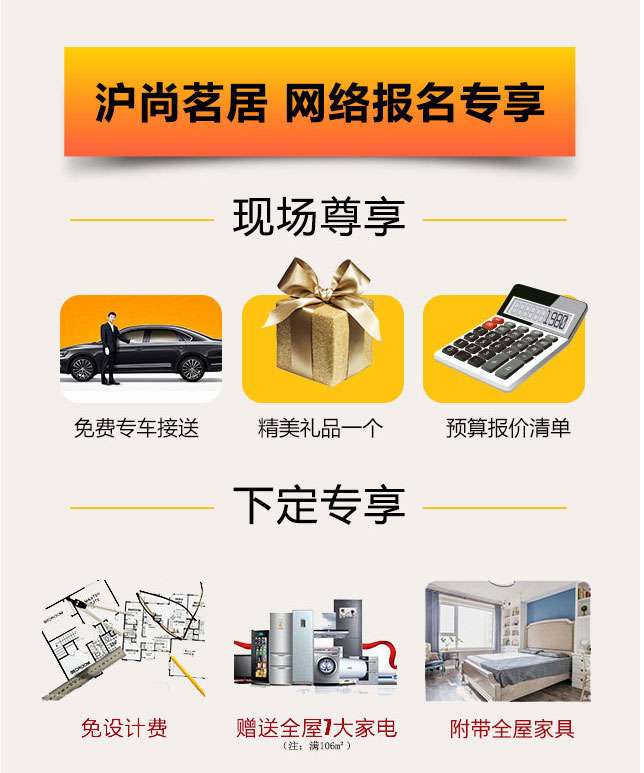 沪尚茗居 网络报名专享
现场尊享
1980
免费专车接送 精美礼品一个 预算报价清单
下定专享
BEDROOM
BEDROOM
免设计费 赠送全屋7大家电 附带全屋家具
(注：满106㎡)